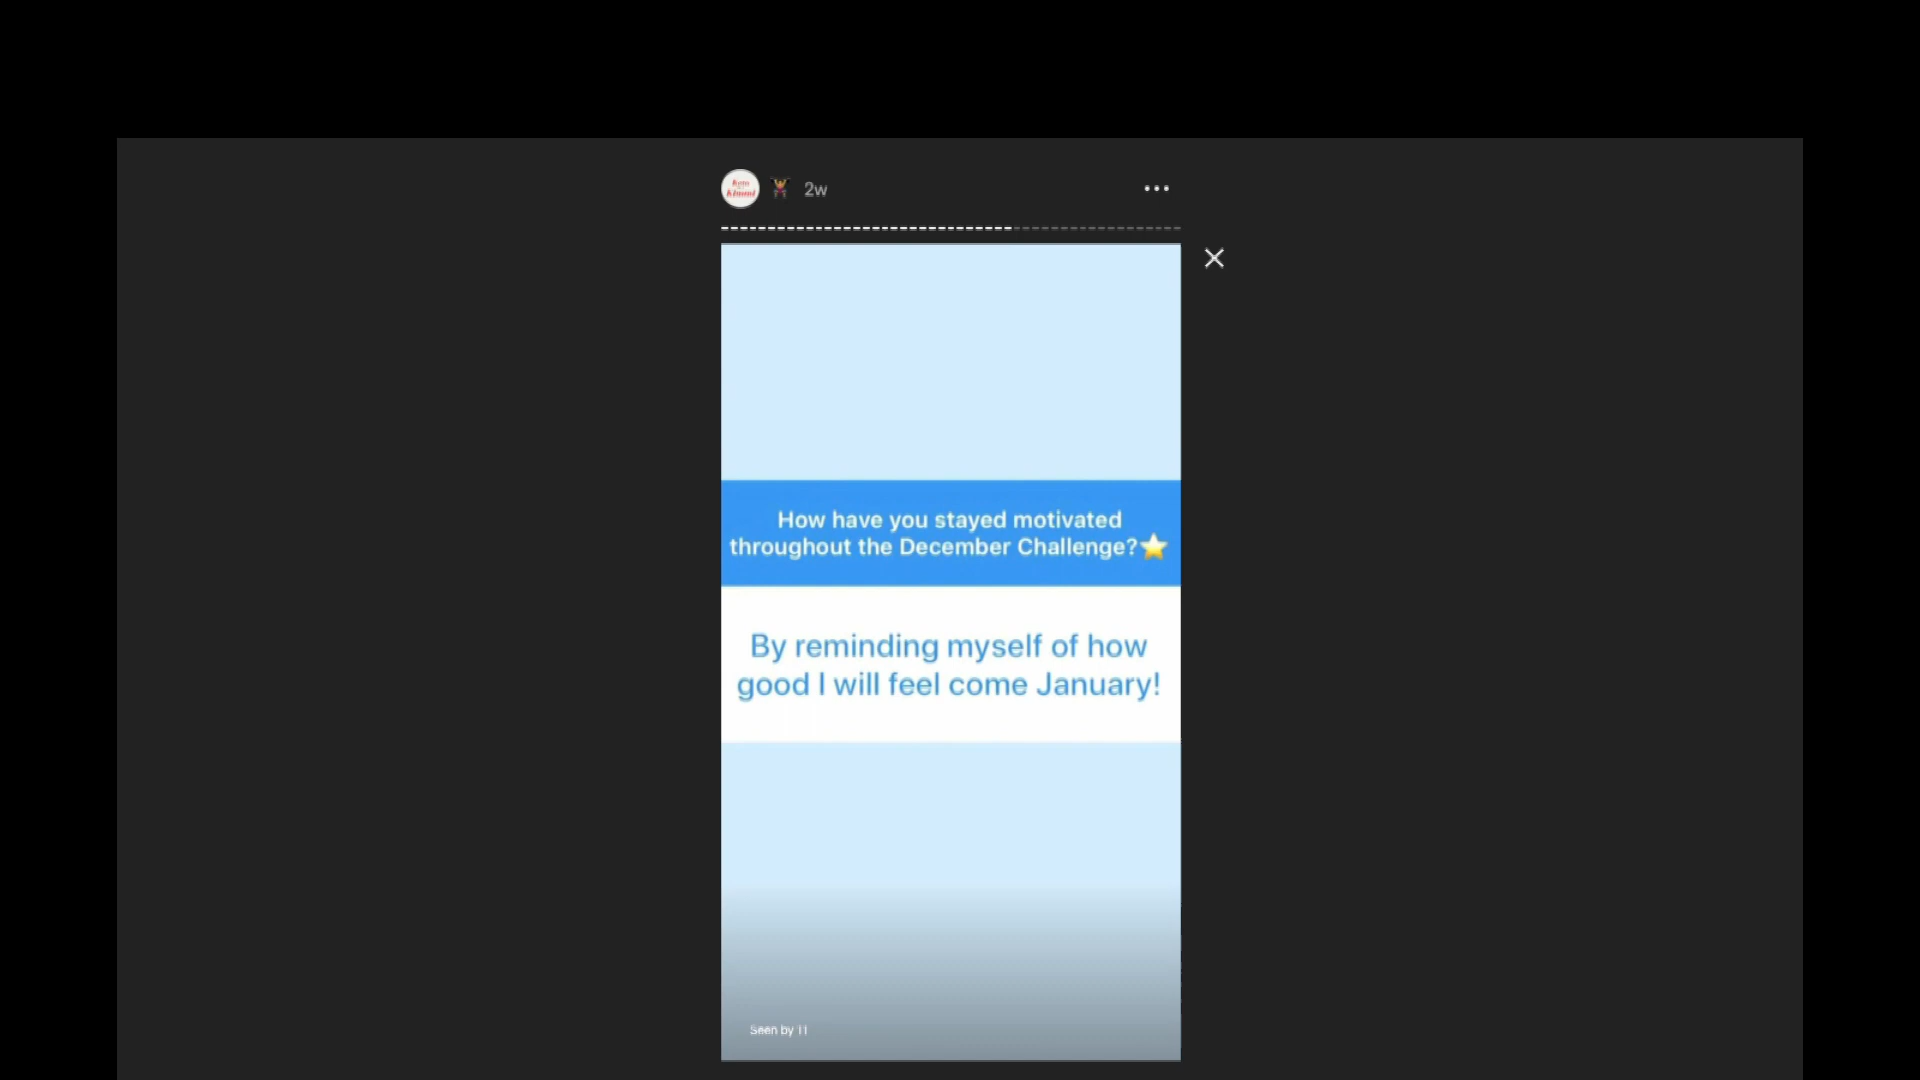 2w
How have you stayed motivated
throughout the December Challenge?⭐
By reminding myself of how
good I will feel come January!
Seen by 11